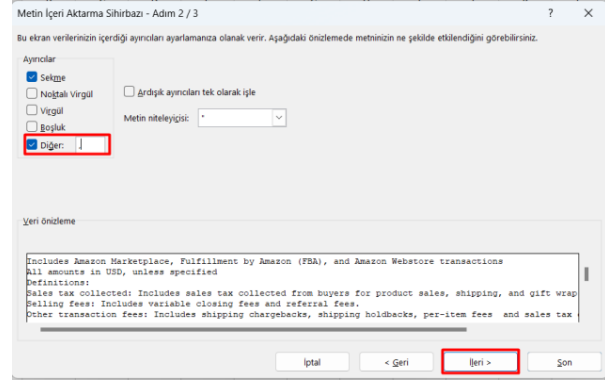 Metin İçeri Aktarma Sihirbazı - Adım 2 / 3 ? ×
Bu ekran verilerinizin içerdiği ayırıcıları ayarlamanıza olanak verir. Aşağıdaki önizlemede metninizin ne şekilde etkilendiğini görebilirsiniz.
Ayırıcılar
Sekme
Noktalı Virgül
Virgül
Boşluk
Diğer:
Ardışık ayırıcıları tek olarak işle
Metin niteleyicisi: "
Veri önizleme
Includes Amazon Marketplace, Fulfillment by Amazon (FBA), and Amazon Webstore transactions
All amounts in USD, unless specified
Definitions:
Sales tax collected: Includes sales tax collected from buyers for product sales, shipping, and gift wrap
Selling fees: Includes variable closing fees and referral fees.
Other transaction fees: Includes shipping chargebacks, shipping holdbacks, per-item fees and sales tax
İptal
< Geri
İleri >
Son